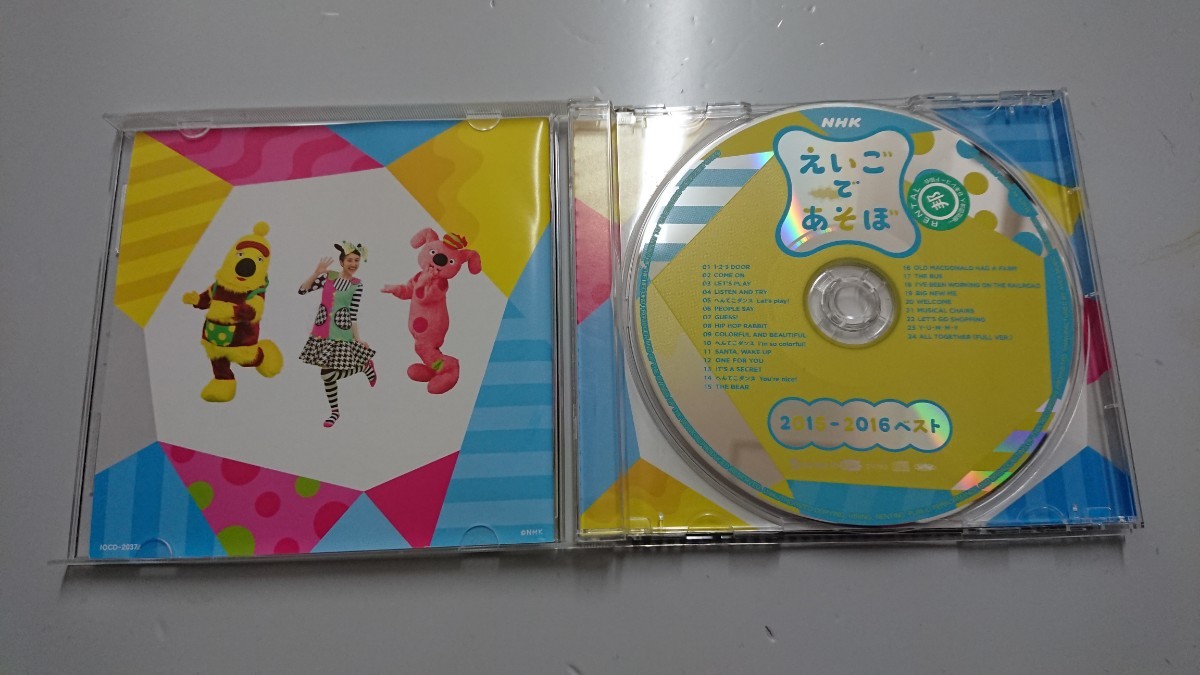 IOCD-20371
©NHK
NHK
えいご
で
あそぼ
RENTAL
邦
01 1・2・3 DOOR
02 COME ON
03 LET'S PLAY
04 LISTEN AND TRY
05 へんてこダンス Let's play!
06 PEOPLE SAY
07 GUESS!
08 HIP HOP RABBIT
09 COLORFUL AND BEAUTIFUL
10 へんてこダンス I'm so colorful!
11 SANTA, WAKE UP
12 ONE FOR YOU
13 IT'S A SECRET
14 へんてこダンス You're nice!
15 THE BEAR
16 OLD MACDONALD HAD A FARM
17 THE BUS
18 I'VE BEEN WORKING ON THE RAILROAD
19 BIG NEW ME
20 WELCOME
21 MUSICAL CHAIRS
22 LET'S GO SHOPPING
23 Y・U・M・M・Y
24 ALL TOGETHER (FULL VER.)
2015-2016 ベスト